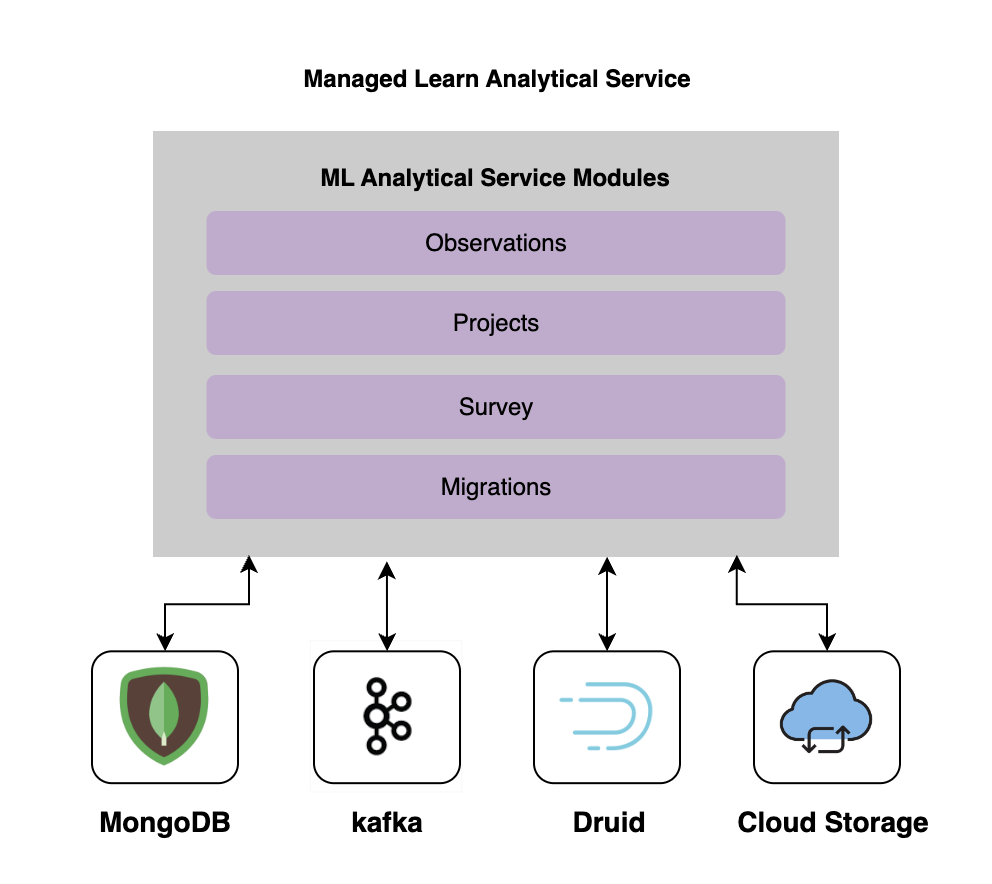 Managed Learn Analytical Service
ML Analytical Service Modules
Observations
Projects
Survey
Migrations
MongoDB
kafka
Druid
Cloud Storage